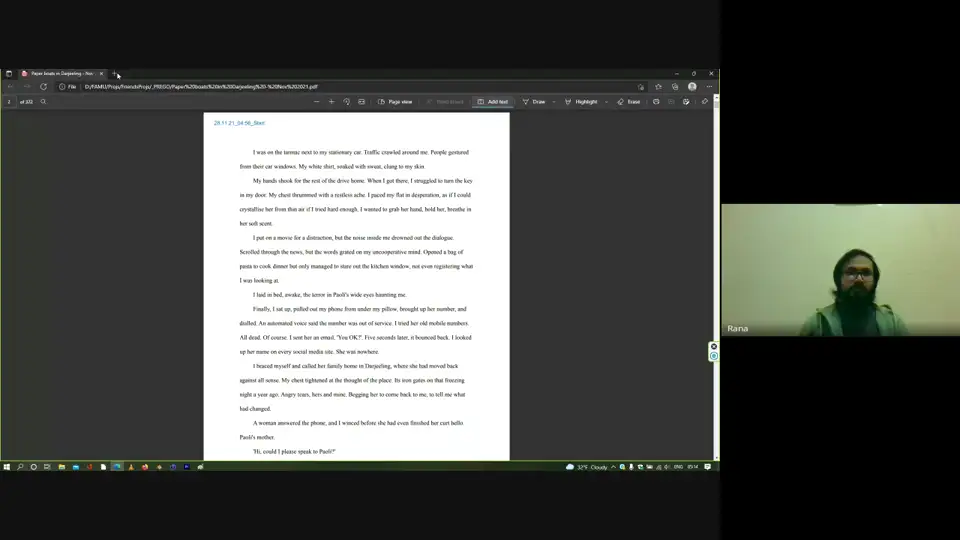 Paper boats in Darjeeling - Nov
File
D:/FAMU/Projs/FriendsProjs/_PREGO/Paper%20boats%20in%20Darjeeling%20-%20Nov%202021.pdf
of 102
Page view
Read aloud
Add text
Draw
Highlight
Erase
I was on the tarmac next to my stationary car. Traffic crawled around me. People gestured
from their car windows. My white shirt, soaked with sweat, clung to my skin.
My hands shook for the rest of the drive home. When I got there, I struggled to turn the key
in my door. My chest thrummed with a restless ache. I paced my flat in desperation, as if I could
crystallise her from thin air if I tried hard enough. I wanted to grab her hand, hold her, breathe in
her soft scent.
I put on a movie for a distraction, but the noise inside me drowned out the dialogue.
Scrolled through the news, but the words grated on my uncooperative mind. Opened a bag of
pasta to cook dinner but only managed to stare out the kitchen window, not even registering what
I was looking at.
I laid in bed, awake, the terror in Paoli's wide eyes haunting me.
Finally, I sat up, pulled out my phone from under my pillow, brought up her number, and
dialled. An automated voice said the number was out of service. I tried her old mobile numbers.
All dead. Of course. I sent her an email. 'You OK?'. Five seconds later, it bounced back. I looked
up her name on every social media site. She was nowhere.
I braced myself and called her family home in Darjeeling, where she had moved back
against all sense. My chest tightened at the thought of the place. Its iron gates on that freezing
night a year ago. Angry tears, hers and mine. Begging her to come back to me, to tell me what
had changed.
A woman answered the phone, and I winced before she had even finished her curt hello.
Paoli's mother.
'Hi, could I please speak to Paoli?'
Rana
32°F Cloudy
ENG
05:14